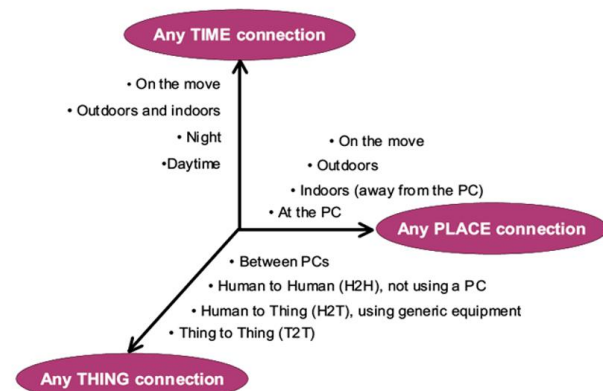 Any TIME connection
• On the move
• Outdoors and indoors
• Night
•Daytime
• On the move
• Outdoors
• Indoors (away from the PC)
• At the PC
Any PLACE connection
• Between PCs
• Human to Human (H2H), not using a PC
• Human to Thing (H2T), using generic equipment
• Thing to Thing (T2T)
Any THING connection